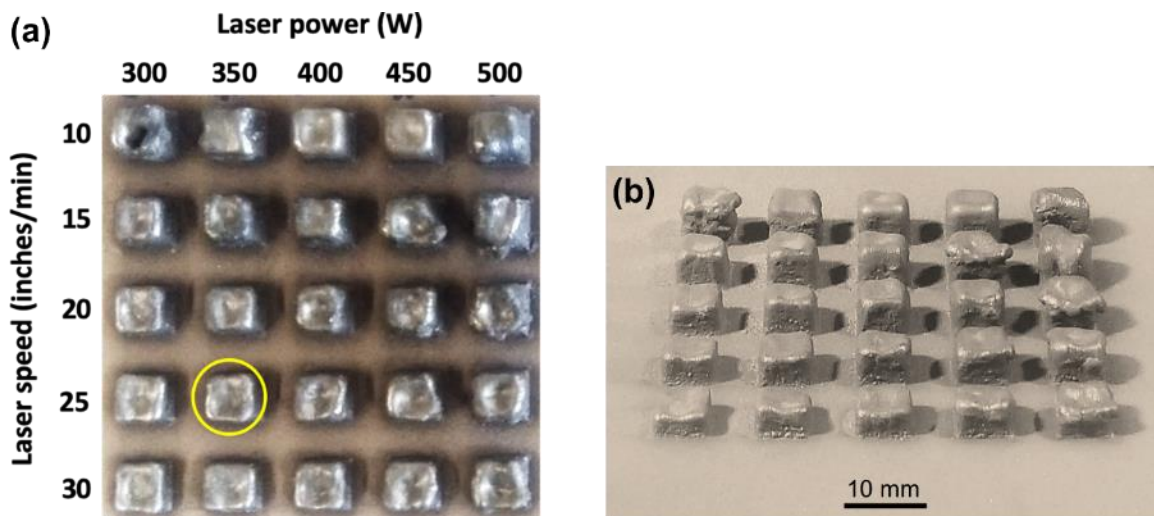 (a)
Laser power (W)
300 350 400 450 500
Laser speed (inches/min)
10
15
20
25
30
(b)
10 mm